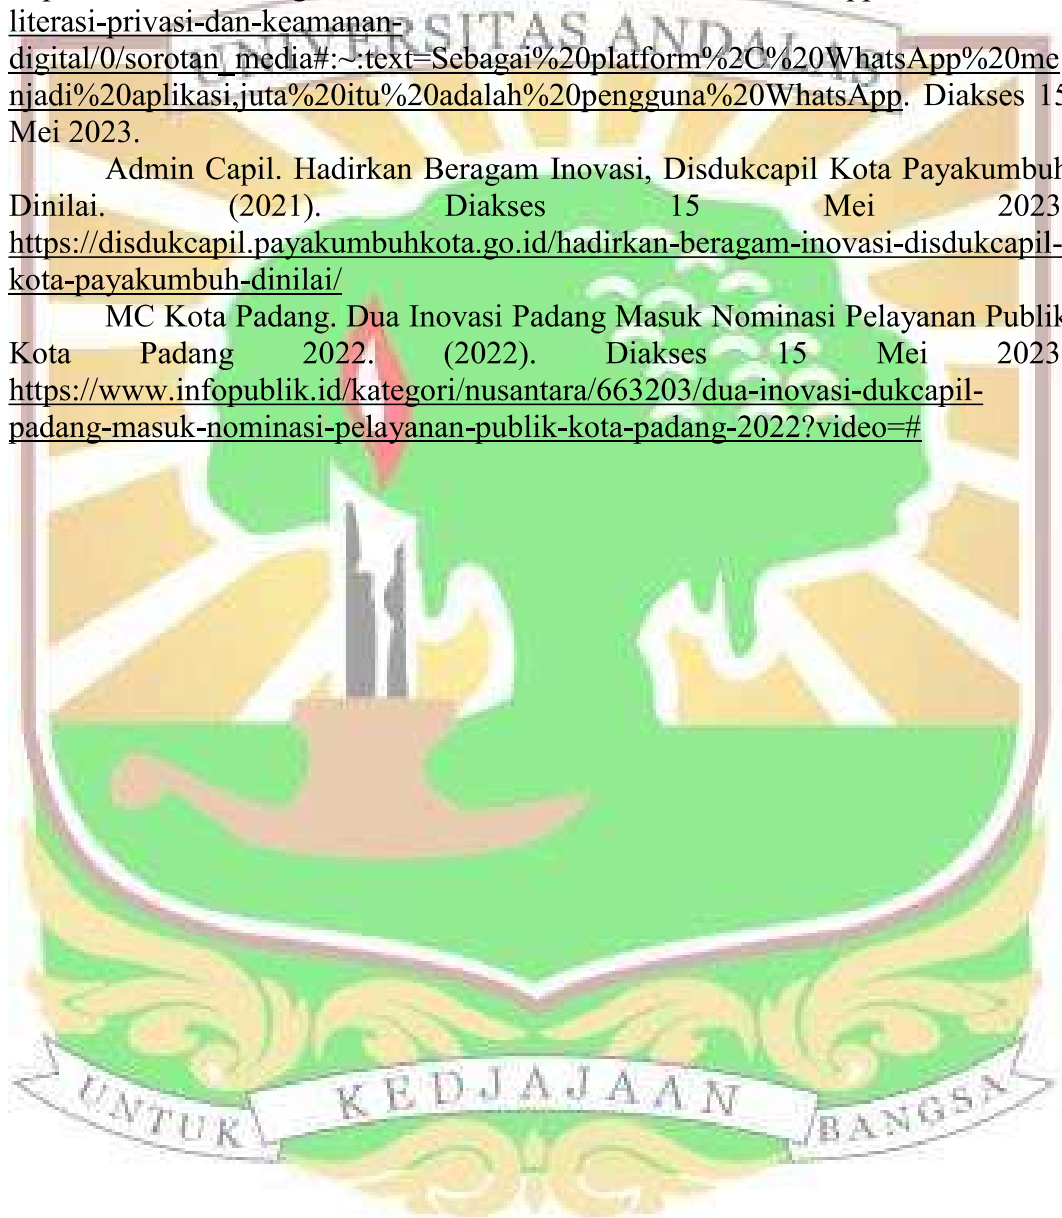 literasi-privasi-dan-keamanan-
digital/0/sorotan_media#:~:text=Sebagai%20platform%2C%20WhatsApp%20me
njadi%20aplikasi,juta%20itu%20adalah%20pengguna%20WhatsApp. Diakses 15
Mei 2023.
Admin Capil. Hadirkan Beragam Inovasi, Disdukcapil Kota Payakumbuh
Dinilai. (2021). Diakses 15 Mei 2023
https://disdukcapil.payakumbuhkota.go.id/hadirkan-beragam-inovasi-disdukcapil-
kota-payakumbuh-dinilai/
MC Kota Padang. Dua Inovasi Padang Masuk Nominasi Pelayanan Publik
Kota Padang 2022. (2022). Diakses 15 Mei 2023
https://www.infopublik.id/kategori/nusantara/663203/dua-inovasi-dukcapil-
padang-masuk-nominasi-pelayanan-publik-kota-padang-2022?video=#
UNIVERSITAS ANDALAS
UNTUK KEDJAJAAN BANGSA